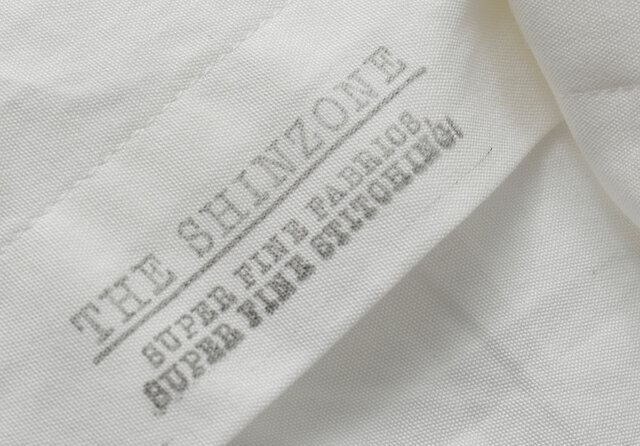 THE SHINZONE
SUPER FINE FABRICS,
SUPER FINE STITCHING!